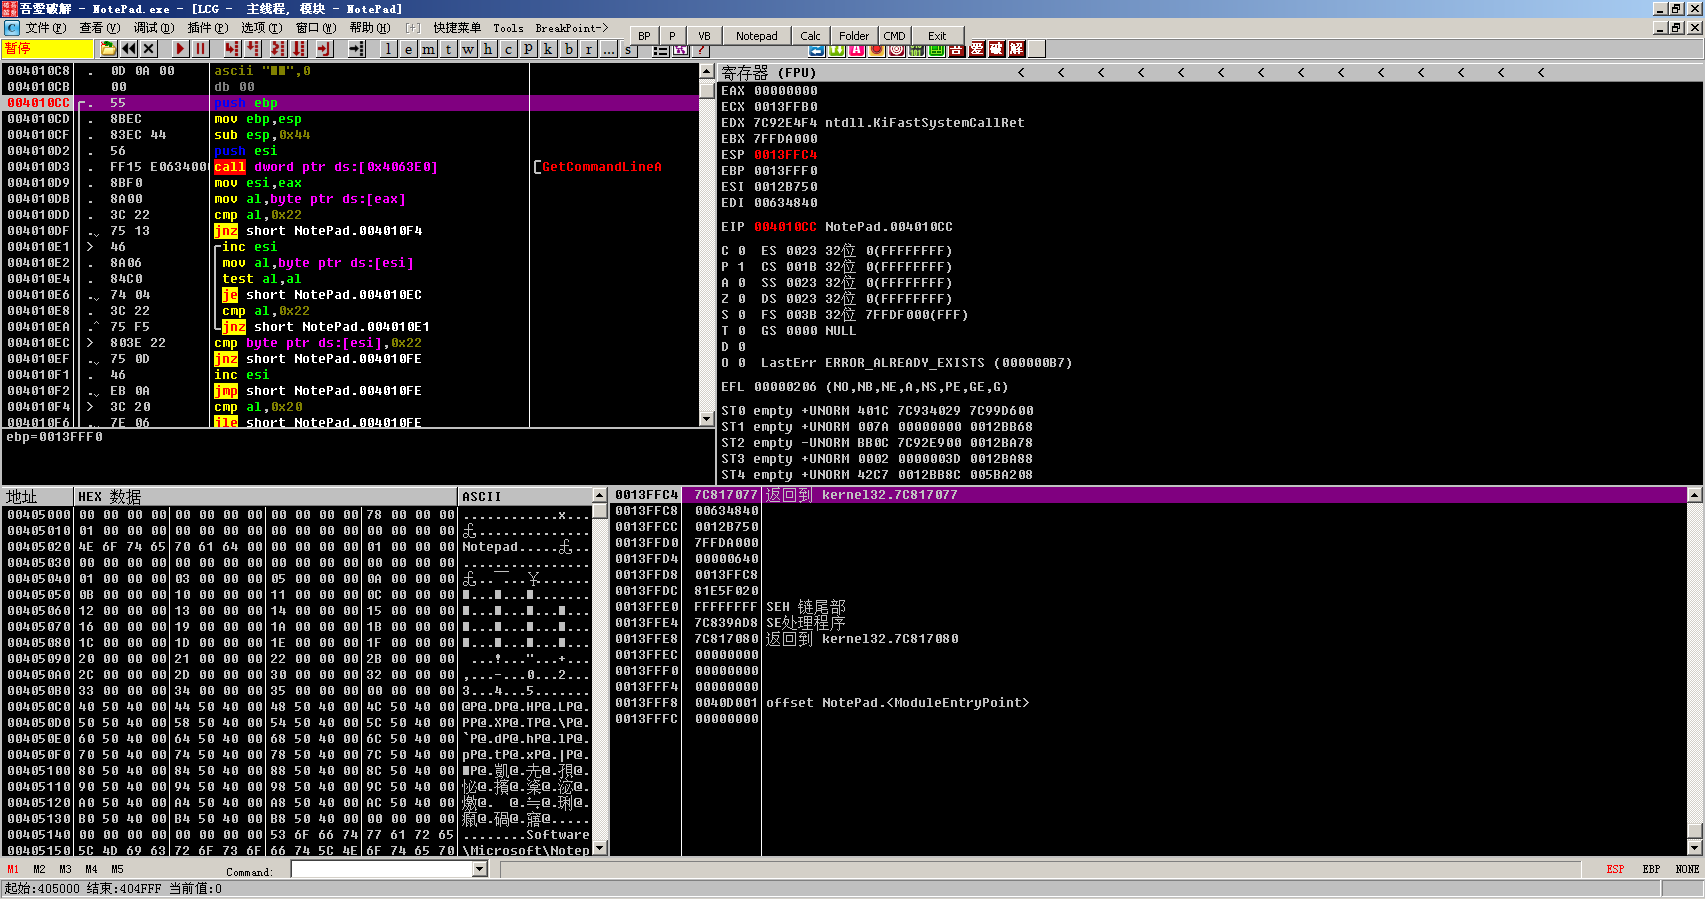 吾爱破解 - NotePad.exe - [LCG -  主线程, 模块 - NotePad]
文件(F) 查看(V) 调试(D) 插件(P) 选项(T) 窗口(W) 帮助(H) [+] 快捷菜单 Tools BreakPoint->
BP P VB Notepad Calc Folder CMD Exit
暂停 l e m t w h c p k b r ... s
004010C8 . 0D 0A 00 ascii "██",0
004010CB 00 db 00
004010CC . 55 push ebp
004010CD . 8BEC mov ebp,esp
004010CF . 83EC 44 sub esp,0x44
004010D2 . 56 push esi
004010D3 . FF15 E0634000 call dword ptr ds:[0x4063E0] [GetCommandLineA
004010D9 . 8BF0 mov esi,eax
004010DB . 8A00 mov al,byte ptr ds:[eax]
004010DD . 3C 22 cmp al,0x22
004010DF . 75 13 jnz short NotePad.004010F4
004010E1 > 46 inc esi
004010E2 . 8A06 mov al,byte ptr ds:[esi]
004010E4 . 84C0 test al,al
004010E6 . 74 04 je short NotePad.004010EC
004010E8 . 3C 22 cmp al,0x22
004010EA .^ 75 F5 jnz short NotePad.004010E1
004010EC > 803E 22 cmp byte ptr ds:[esi],0x22
004010EF . 75 0D jnz short NotePad.004010FE
004010F1 . 46 inc esi
004010F2 . EB 0A jmp short NotePad.004010FE
004010F4 > 3C 20 cmp al,0x20
004010F6 . 7E 06 jle short NotePad.004010FE
ebp=0013FFF0
寄存器 (FPU) < < < < < < < < < < < < < <
EAX 00000000
ECX 0013FFB0
EDX 7C92E4F4 ntdll.KiFastSystemCallRet
EBX 7FFDA000
ESP 0013FFC4
EBP 0013FFF0
ESI 0012B750
EDI 00634840
EIP 004010CC NotePad.004010CC
C 0 ES 0023 32位 0(FFFFFFFF)
P 1 CS 001B 32位 0(FFFFFFFF)
A 0 SS 0023 32位 0(FFFFFFFF)
Z 0 DS 0023 32位 0(FFFFFFFF)
S 0 FS 003B 32位 7FFDF000(FFF)
T 0 GS 0000 NULL
D 0
O 0 LastErr ERROR_ALREADY_EXISTS (000000B7)
EFL 00000206 (NO,NB,NE,A,NS,PE,GE,G)
ST0 empty +UNORM 401C 7C934029 7C99D600
ST1 empty +UNORM 007A 00000000 0012BB68
ST2 empty -UNORM BB0C 7C92E900 0012BA78
ST3 empty +UNORM 0002 0000003D 0012BA88
ST4 empty +UNORM 42C7 0012BB8C 005BA208
地址 HEX 数据 ASCII
00405000 00 00 00 00 00 00 00 00 00 00 00 00 78 00 00 00 ............x...
00405010 01 00 00 00 00 00 00 00 00 00 00 00 00 00 00 00
00405020 4E 6F 74 65 70 61 64 00 00 00 00 00 01 00 00 00 Notepad.....
00405030 00 00 00 00 00 00 00 00 00 00 00 00 00 00 00 00 ................
00405040 01 00 00 00 03 00 00 00 05 00 00 00 0A 00 00 00
00405050 0B 00 00 00 10 00 00 00 11 00 00 00 0C 00 00 00
00405060 12 00 00 00 13 00 00 00 14 00 00 00 15 00 00 00
00405070 16 00 00 00 19 00 00 00 1A 00 00 00 1B 00 00 00
00405080 1C 00 00 00 1D 00 00 00 1E 00 00 00 1F 00 00 00
00405090 20 00 00 00 21 00 00 00 22 00 00 00 2B 00 00 00  ...!..."...+...
004050A0 2C 00 00 00 2D 00 00 00 30 00 00 00 32 00 00 00 ,...-...0...2...
004050B0 33 00 00 00 34 00 00 00 35 00 00 00 00 00 00 00 3...4...5.......
004050C0 40 50 40 00 44 50 40 00 48 50 40 00 4C 50 40 00 @P@.DP@.HP@.LP@.
004050D0 50 50 40 00 58 50 40 00 54 50 40 00 5C 50 40 00 PP@.XP@.TP@.\P@.
004050E0 60 50 40 00 64 50 40 00 68 50 40 00 6C 50 40 00 `P@.dP@.hP@.lP@.
004050F0 70 50 40 00 74 50 40 00 78 50 40 00 7C 50 40 00 pP@.tP@.xP@.|P@.
00405100 80 50 40 00 84 50 40 00 88 50 40 00 8C 50 40 00
00405110 90 50 40 00 94 50 40 00 98 50 40 00 9C 50 40 00
00405120 A0 50 40 00 A4 50 40 00 A8 50 40 00 AC 50 40 00
00405130 B0 50 40 00 B4 50 40 00 B8 50 40 00 00 00 00 00
00405140 00 00 00 00 00 00 00 00 53 6F 66 74 77 61 72 65 ........Software
00405150 5C 4D 69 63 72 6F 73 6F 66 74 5C 4E 6F 74 65 70 \Microsoft\Notep
0013FFC4 7C817077 返回到 kernel32.7C817077
0013FFC8 00634840
0013FFCC 0012B750
0013FFD0 7FFDA000
0013FFD4 00000640
0013FFD8 0013FFC8
0013FFDC 81E5F020
0013FFE0 FFFFFFFF SEH 链尾部
0013FFE4 7C839AD8 SE处理程序
0013FFE8 7C817080 返回到 kernel32.7C817080
0013FFEC 00000000
0013FFF0 00000000
0013FFF4 00000000
0013FFF8 0040D001 offset NotePad.<ModuleEntryPoint>
0013FFFC 00000000
M1 M2 M3 M4 M5 Command: ESP EBP NONE
起始:405000 结束:404FFF 当前值:0